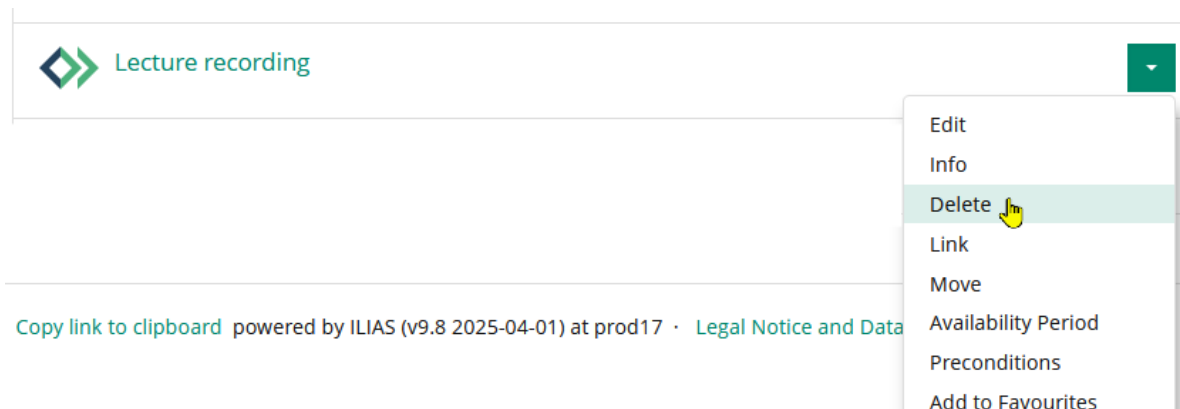 Lecture recording
Edit
Info
Delete
Link
Move
Availability Period
Preconditions
Add to Favourites
Copy link to clipboard powered by ILIAS (v9.8 2025-04-01) at prod17 · Legal Notice and Data